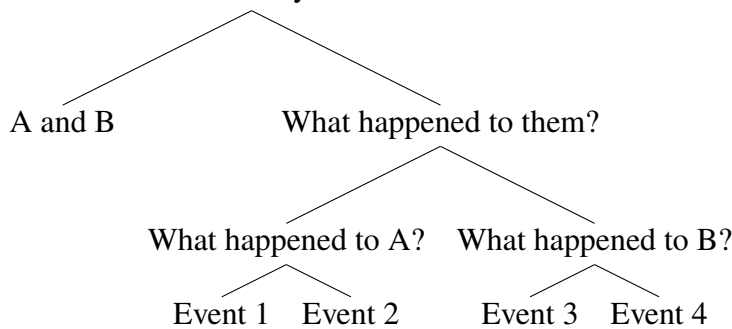 A and B What happened to them?
What happened to A? What happened to B?
Event 1 Event 2 Event 3 Event 4